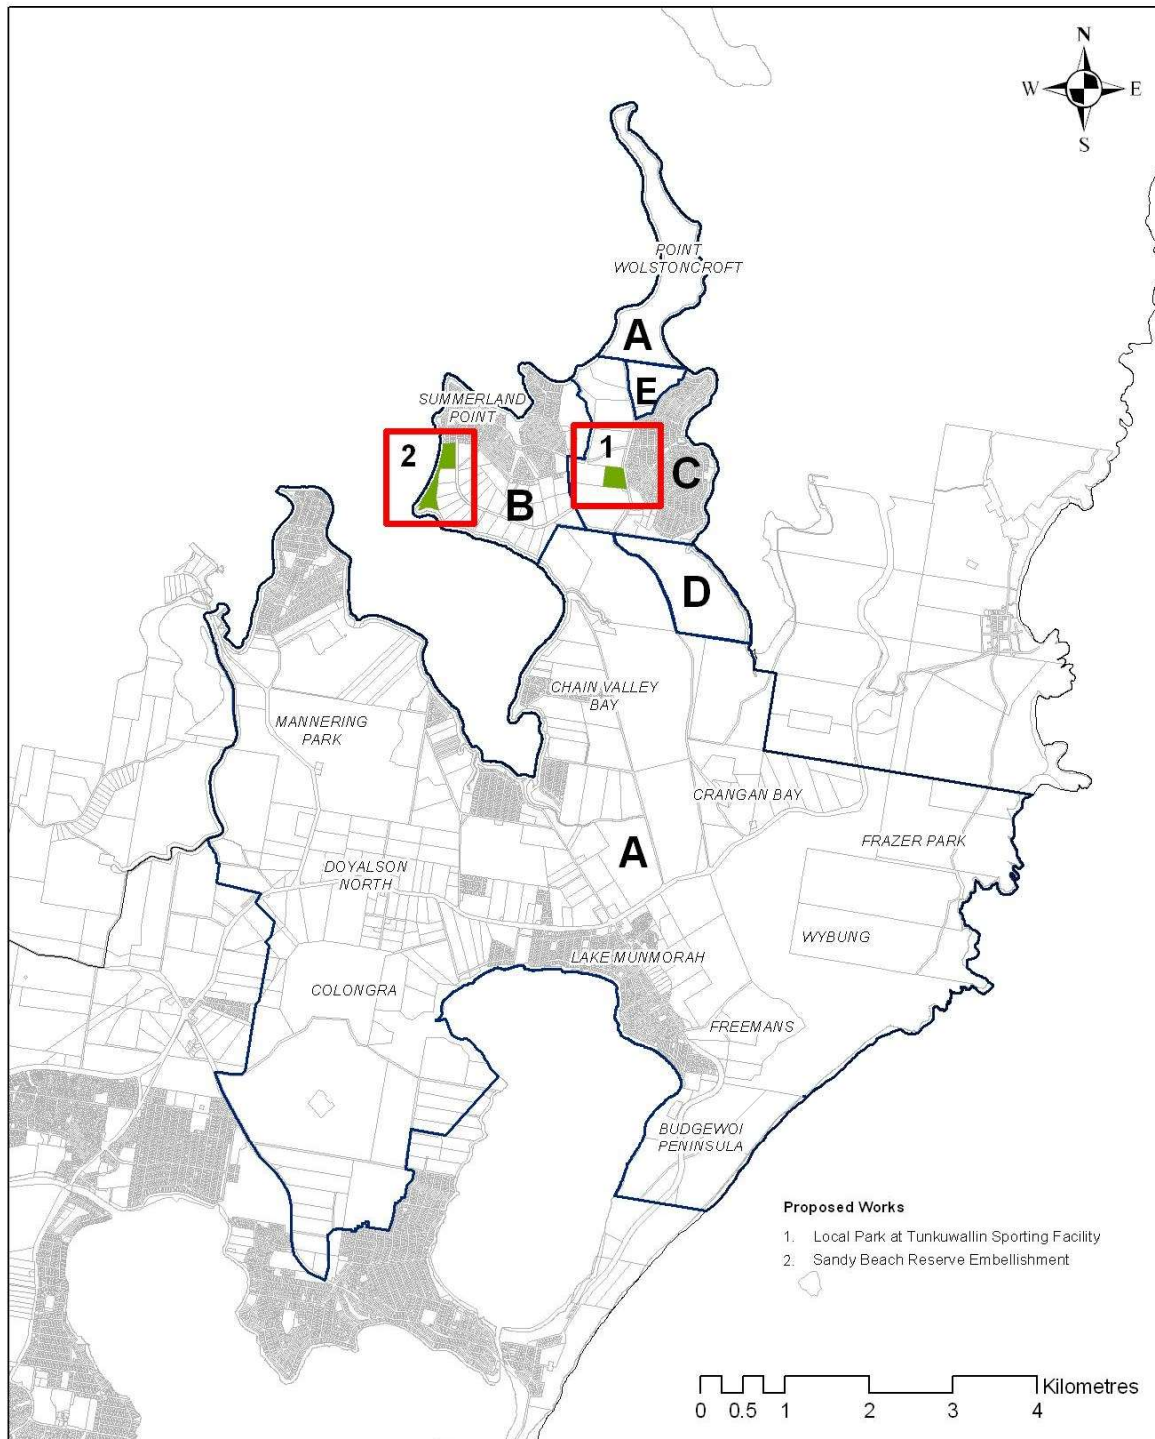 N
W E
S
POINT
WOLSTONCROFT
A
E
SUMMERLAND
POINT
2
1
C
B
D
CHAIN VALLEY
BAY
MANNERING
PARK
CRANGAN BAY
FRAZER PARK
A
DOYALSON
NORTH
WYBUNG
LAKE MUNMORAH
COLONGRA
FREEMANS
BUDGEWOI
PENINSULA
Proposed Works
1. Local Park at Tunkuwallin Sporting Facility
2. Sandy Beach Reserve Embellishment
Kilometres
0 0.5 1 2 3 4